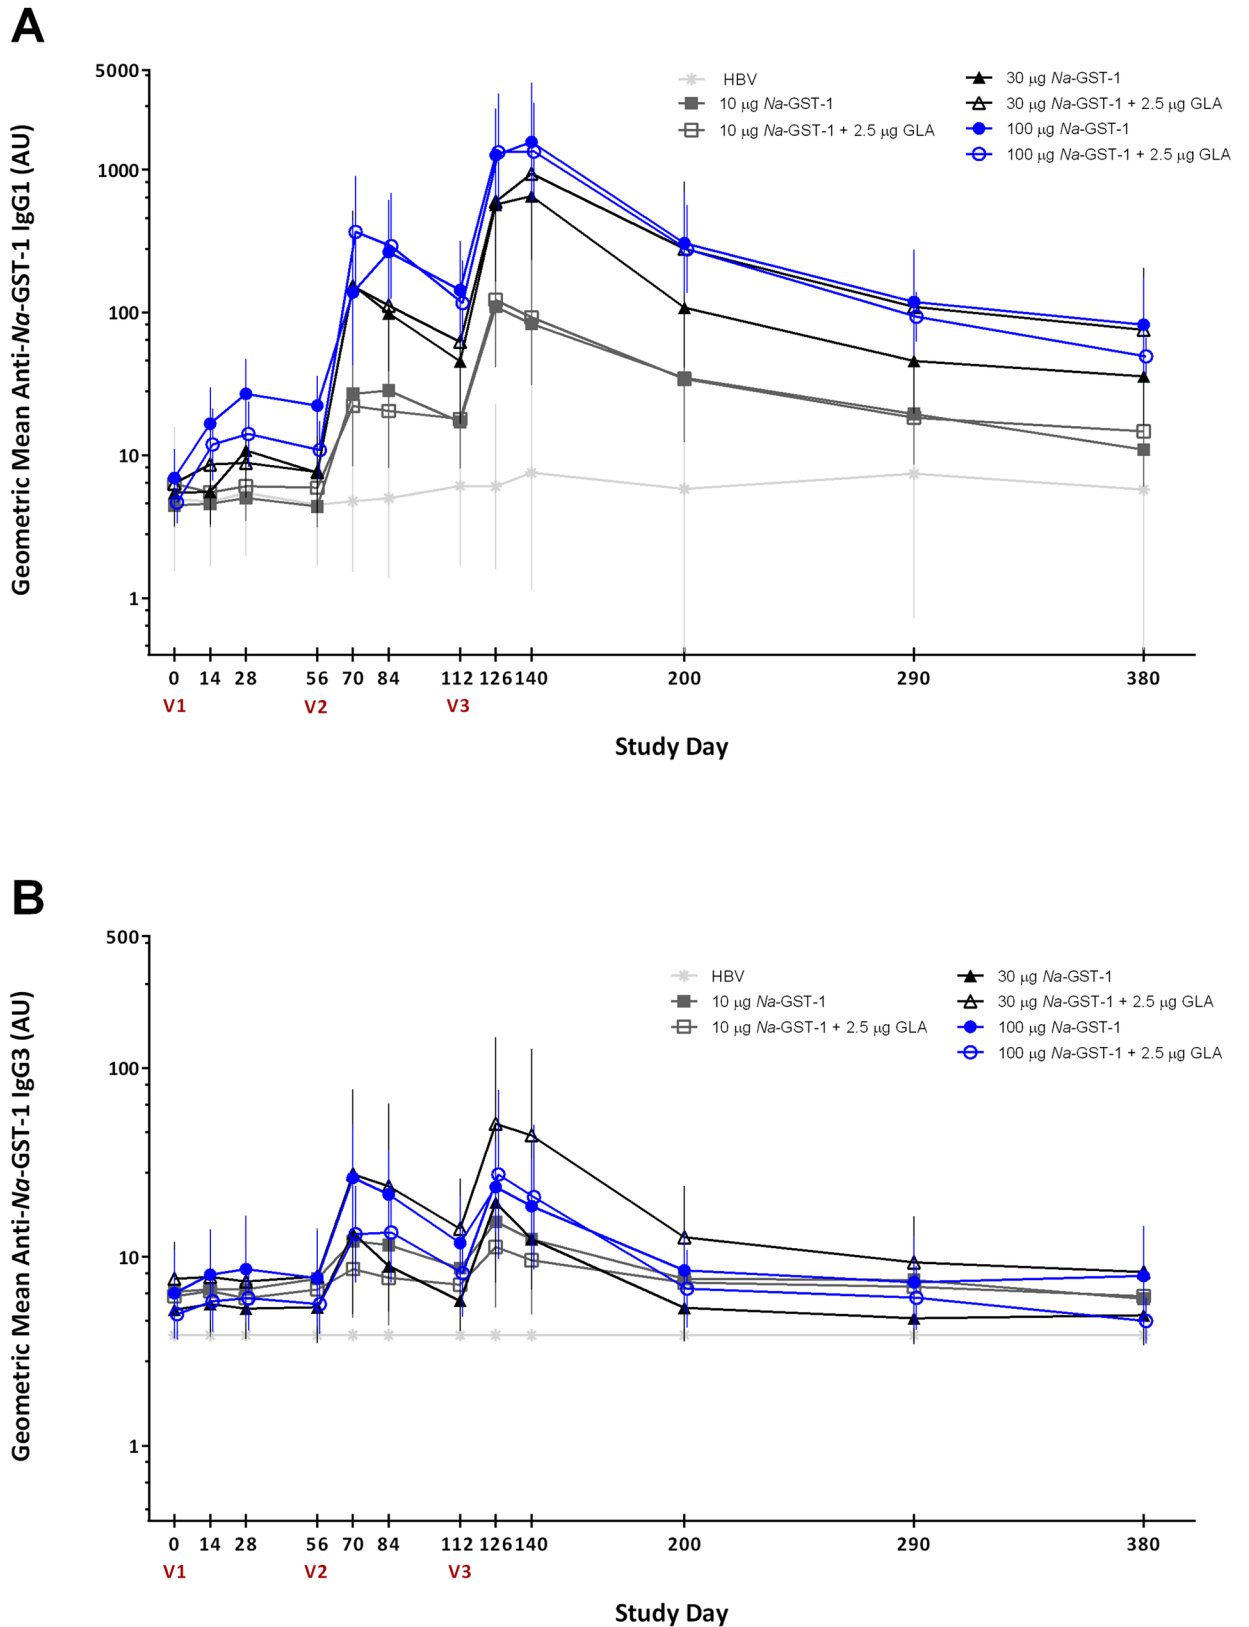 A
Geometric Mean Anti-Na-GST-1 IgG1 (AU)
5000
1000
100
10
1
HBV
10 µg Na-GST-1
10 µg Na-GST-1 + 2.5 µg GLA
30 µg Na-GST-1
30 µg Na-GST-1 + 2.5 µg GLA
100 µg Na-GST-1
100 µg Na-GST-1 + 2.5 µg GLA
0 14 28 56 70 84 112 126 140 200 290 380
V1 V2 V3
Study Day
B
Geometric Mean Anti-Na-GST-1 IgG3 (AU)
500
100
10
1
HBV
10 µg Na-GST-1
10 µg Na-GST-1 + 2.5 µg GLA
30 µg Na-GST-1
30 µg Na-GST-1 + 2.5 µg GLA
100 µg Na-GST-1
100 µg Na-GST-1 + 2.5 µg GLA
0 14 28 56 70 84 112 126 140 200 290 380
V1 V2 V3
Study Day